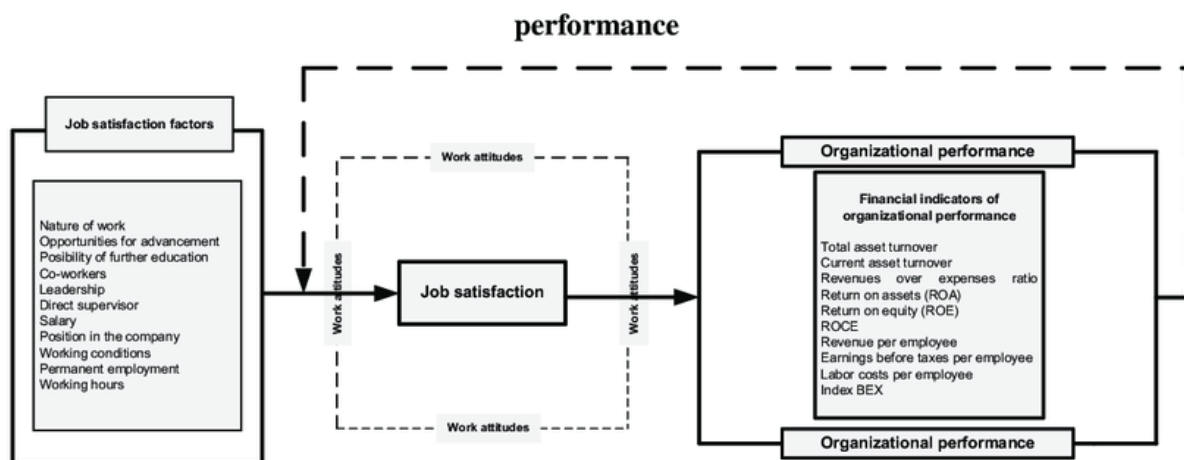 performance
Job satisfaction factors
Nature of work
Opportunities for advancement
Posibility of further education
Co-workers
Leadership
Direct supervisor
Salary
Position in the company
Working conditions
Permanent employment
Working hours
Work attitudes
Work attitudes
Job satisfaction
Work attitudes
Work attitudes
Organizational performance
Financial indicators of
organizational performance
Total asset turnover
Current asset turnover
Revenues over expenses ratio
Return on assets (ROA)
Return on equity (ROE)
ROCE
Revenue per employee
Earnings before taxes per employee
Labor costs per employee
Index BEX
Organizational performance